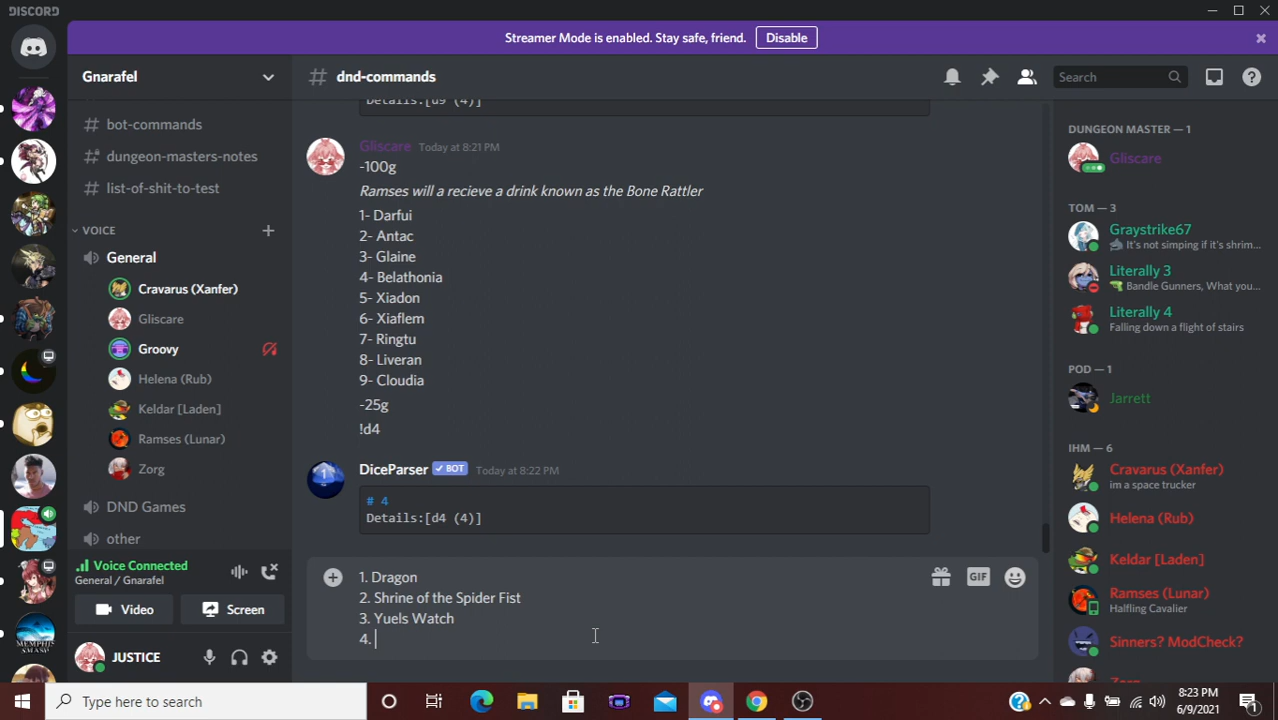 DISCORD
Streamer Mode is enabled. Stay safe, friend. Disable
Gnarafel
# dnd-commands
Search
# bot-commands
dungeon-masters-notes
# list-of-shit-to-test
VOICE
General
Cravarus (Xanfer)
Gliscare
Groovy
Helena (Rub)
Keldar [Laden]
Ramses (Lunar)
Zorg
DND Games
other
Voice Connected
General / Gnarafel
Video
Screen
JUSTICE
Details:[d9 (4)]
Gliscare Today at 8:21 PM
-100g
Ramses will a recieve a drink known as the Bone Rattler
1- Darfui
2- Antac
3- Glaine
4- Belathonia
5- Xiadon
6- Xiaflem
7- Ringtu
8- Liveran
9- Cloudia
-25g
!d4
DiceParser BOT Today at 8:22 PM
# 4
Details:[d4 (4)]
1. Dragon
2. Shrine of the Spider Fist
3. Yuels Watch
4.
GIF
DUNGEON MASTER — 1
Gliscare
TOM — 3
Graystrike67
It's not simping if it's shrim...
Literally 3
Bandle Gunners, What you...
Literally 4
Falling down a flight of stairs
POD — 1
Jarrett
IHM — 6
Cravarus (Xanfer)
im a space trucker
Helena (Rub)
Keldar [Laden]
Ramses (Lunar)
Halfling Cavalier
Sinners? ModCheck?
Zorg
Type here to search
8:23 PM
6/9/2021